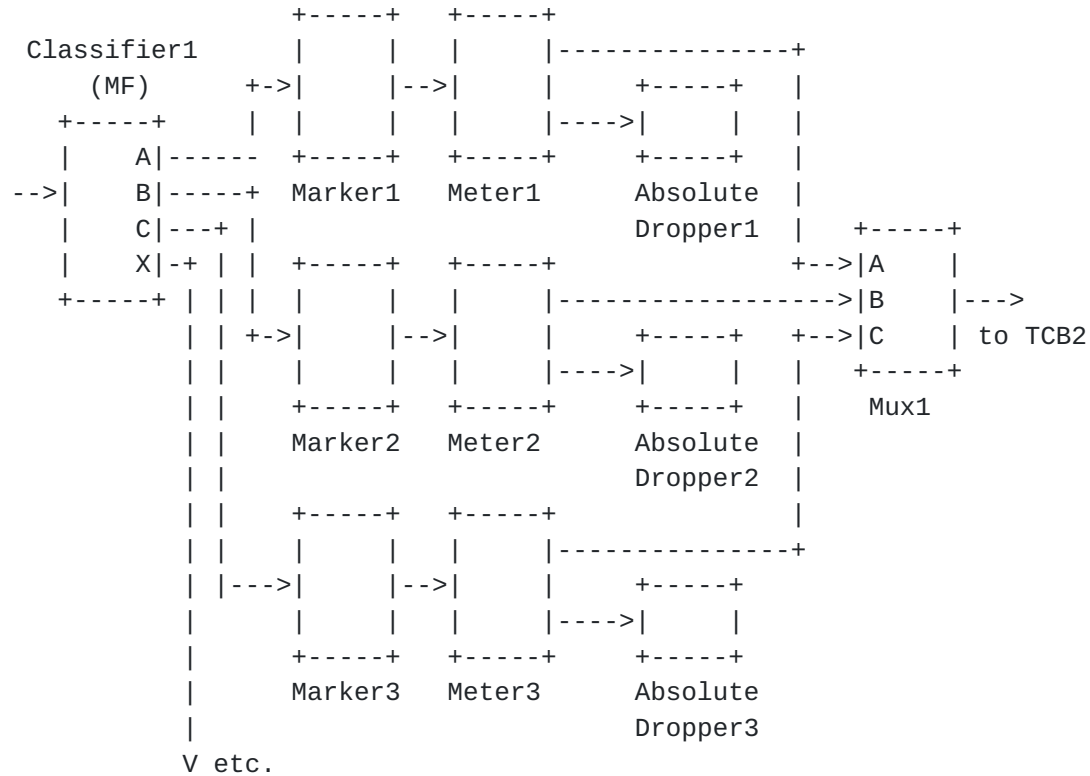 +-----+   +-----+
 Classifier1      |     |   |     |---------------+
     (MF)      +->|     |-->|     |     +-----+   |
   +-----+     |  |     |   |     |---->|     |   |
   |    A|------  +-----+   +-----+     +-----+   |
-->|    B|-----+  Marker1   Meter1      Absolute  |
   |    C|---+ |                        Dropper1  |   +-----+
   |    X|-+ | |  +-----+   +-----+               +-->|A    |
   +-----+ | | |  |     |   |     |------------------>|B    |--->
           | | +->|     |-->|     |     +-----+   +-->|C    | to TCB2
           | |    |     |   |     |---->|     |   |   +-----+
           | |    +-----+   +-----+     +-----+   |    Mux1
           | |    Marker2   Meter2      Absolute  |
           | |                          Dropper2  |
           | |    +-----+   +-----+               |
           | |    |     |   |     |---------------+
           | |--->|     |-->|     |     +-----+
           |      |     |   |     |---->|     |
           |      +-----+   +-----+     +-----+
           |      Marker3   Meter3      Absolute
           |                            Dropper3
           V etc.